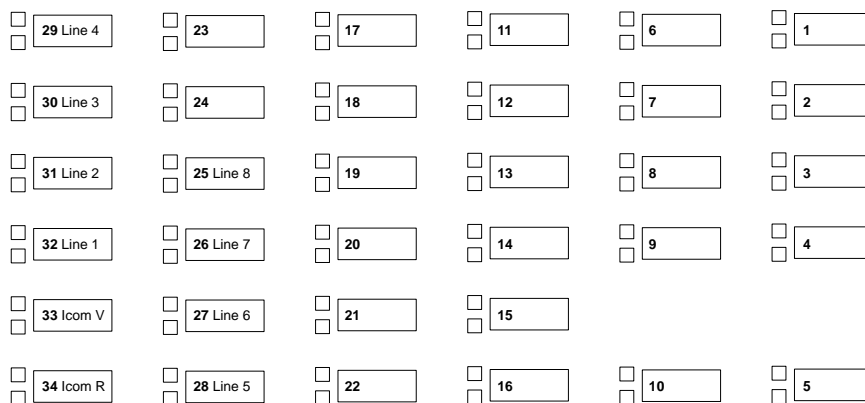 29 Line 4 23 17 11 6 1
30 Line 3 24 18 12 7 2
31 Line 2 25 Line 8 19 13 8 3
32 Line 1 26 Line 7 20 14 9 4
33 Icom V 27 Line 6 21 15
34 Icom R 28 Line 5 22 16 10 5